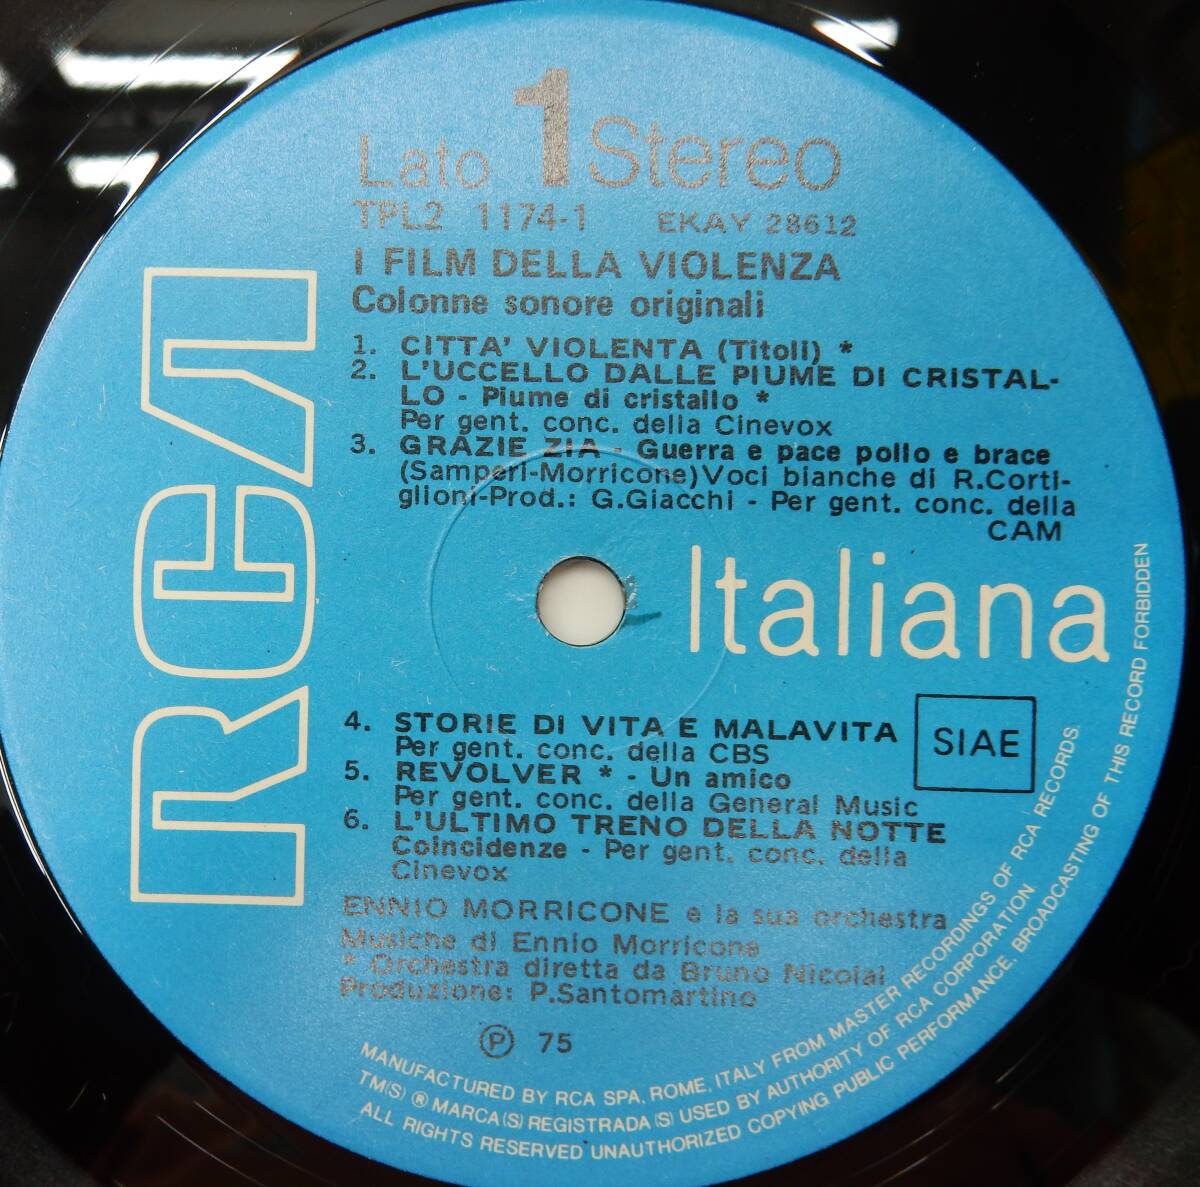 Lato 1 Stereo
TPL2 1174-1 EKAY 28612
I FILM DELLA VIOLENZA
Colonne sonore originali
1. CITTA' VIOLENTA (Titoli) *
2. L'UCCELLO DALLE PIUME DI CRISTAL-
LO - Piume di cristallo *
Per gent. conc. della Cinevox
3. GRAZIE ZIA - Guerra e pace pollo e brace
(Samperi-Morricone) Voci bianche di R.Corti-
glioni-Prod.: G.Giacchi - Per gent. conc. della
CAM
RCA
Italiana
4. STORIE DI VITA E MALAVITA
Per gent. conc. della CBS
SIAE
5. REVOLVER * - Un amico
Per gent. conc. della General Music
6. L'ULTIMO TRENO DELLA NOTTE
Coincidenze - Per gent. conc. della
Cinevox
ENNIO MORRICONE e la sua orchestra
Musiche di Ennio Morricone
* Orchestra diretta da Bruno Nicolai
Produzione: P.Santomartino
Ⓟ 75
MANUFACTURED BY RCA SPA, ROME, ITALY FROM MASTER RECORDINGS OF RCA RECORDS.
TM(S) ® MARCA(S) REGISTRADA(S) USED BY AUTHORITY OF RCA CORPORATION
ALL RIGHTS RESERVED UNAUTHORIZED COPYING PUBLIC PERFORMANCE, BROADCASTING OF THIS RECORD FORBIDDEN